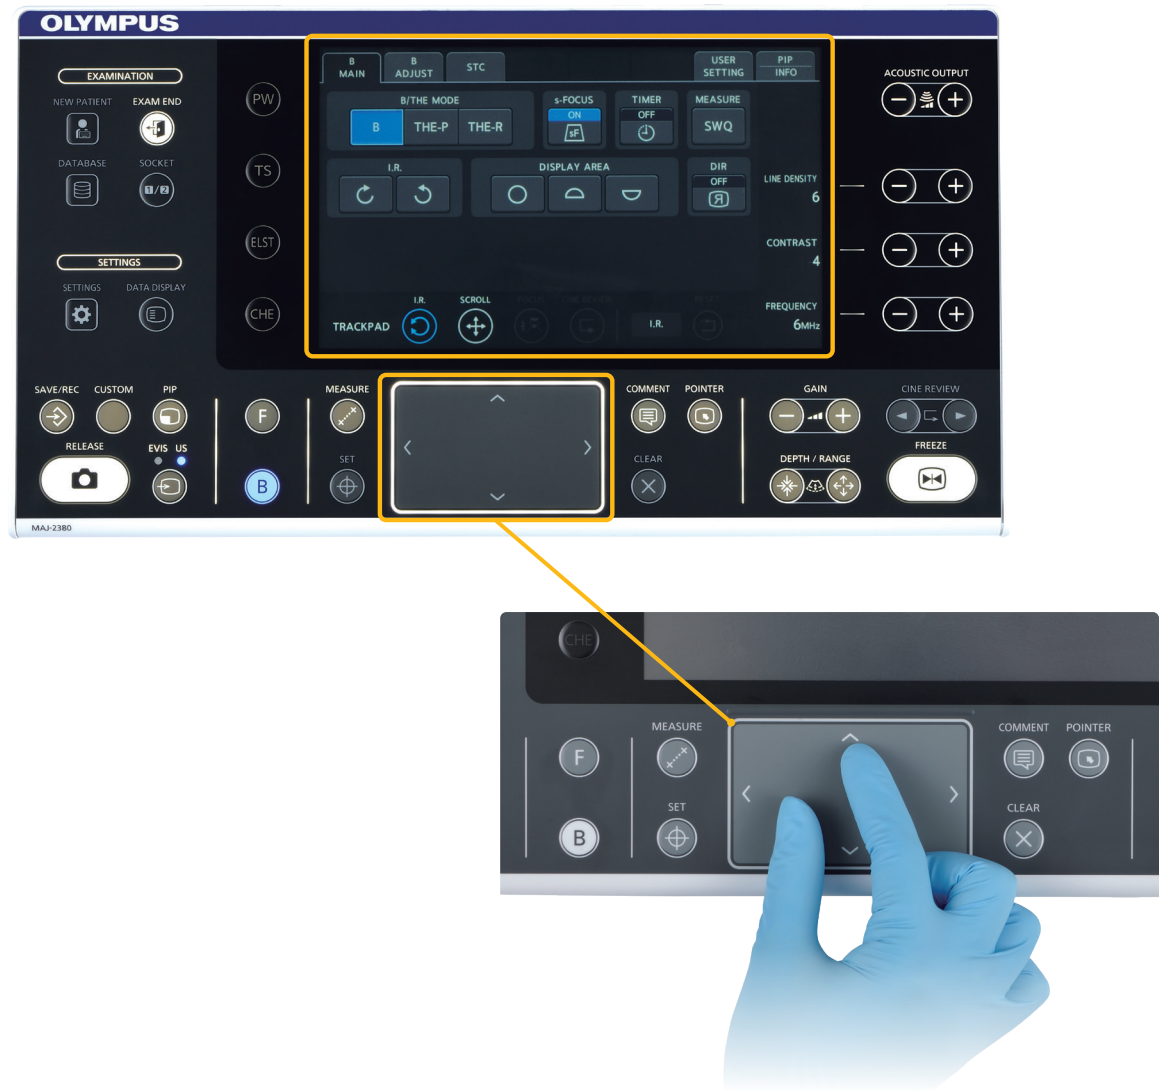 OLYMPUS
EXAMINATION
NEW PATIENT
EXAM END
DATABASE
SOCKET
1/2
SETTINGS
SETTINGS
DATA DISPLAY
PW
TS
ELST
CHE
B
MAIN
B
ADJUST
STC
USER
SETTING
PIP
INFO
B/THE MODE
B
THE-P
THE-R
s-FOCUS
ON
sF
TIMER
OFF
MEASURE
SWQ
I.R.
DISPLAY AREA
DIR
OFF
LINE DENSITY
6
CONTRAST
4
FREQUENCY
6MHz
TRACKPAD
I.R.
SCROLL
I.R.
ACOUSTIC OUTPUT
SAVE/REC
CUSTOM
PIP
RELEASE
EVIS US
F
B
MEASURE
SET
COMMENT
POINTER
CLEAR
GAIN
DEPTH / RANGE
CINE REVIEW
FREEZE
MAJ-2380
CHE
F
B
MEASURE
SET
COMMENT
POINTER
CLEAR